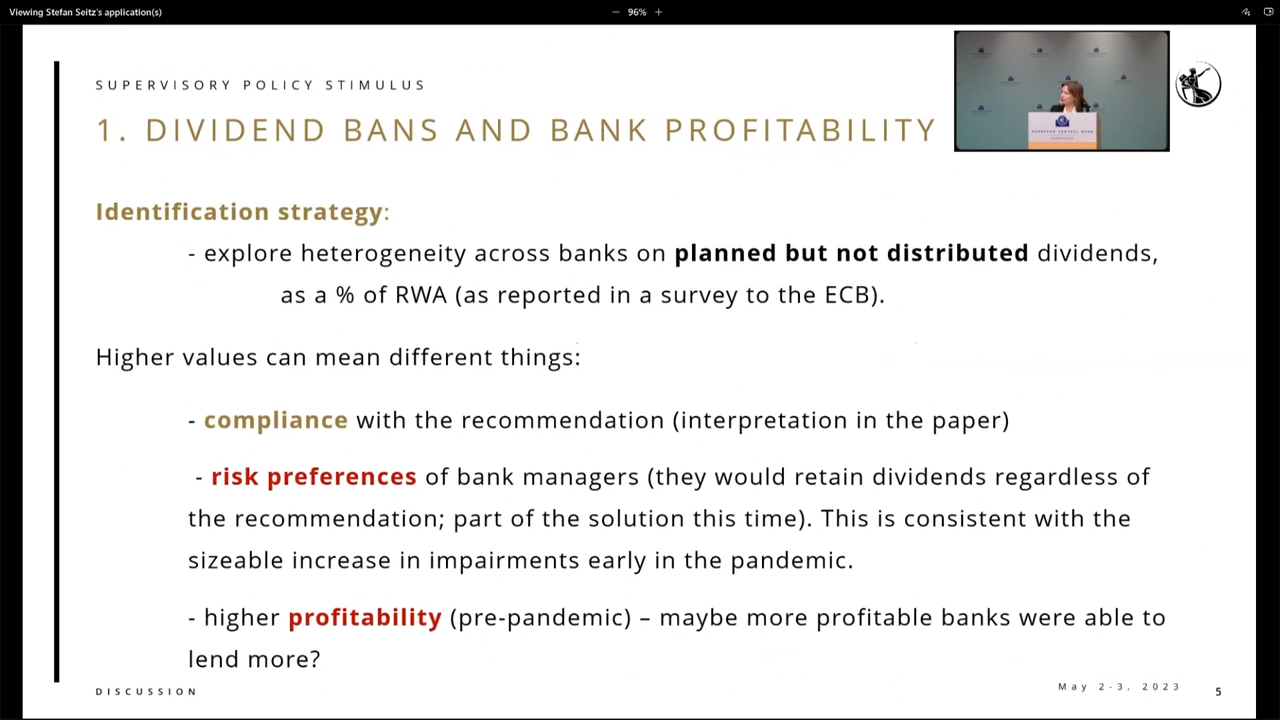 Viewing Stefan Seitz's application(s)
− 96% +
SUPERVISORY POLICY STIMULUS
1. DIVIDEND BANS AND BANK PROFITABILITY
EUROPEAN CENTRAL BANK
Identification strategy:
- explore heterogeneity across banks on planned but not distributed dividends,
as a % of RWA (as reported in a survey to the ECB).
Higher values can mean different things:
- compliance with the recommendation (interpretation in the paper)
- risk preferences of bank managers (they would retain dividends regardless of
the recommendation; part of the solution this time). This is consistent with the
sizeable increase in impairments early in the pandemic.
- higher profitability (pre-pandemic) – maybe more profitable banks were able to
lend more?
DISCUSSION
May 2-3, 2023
5